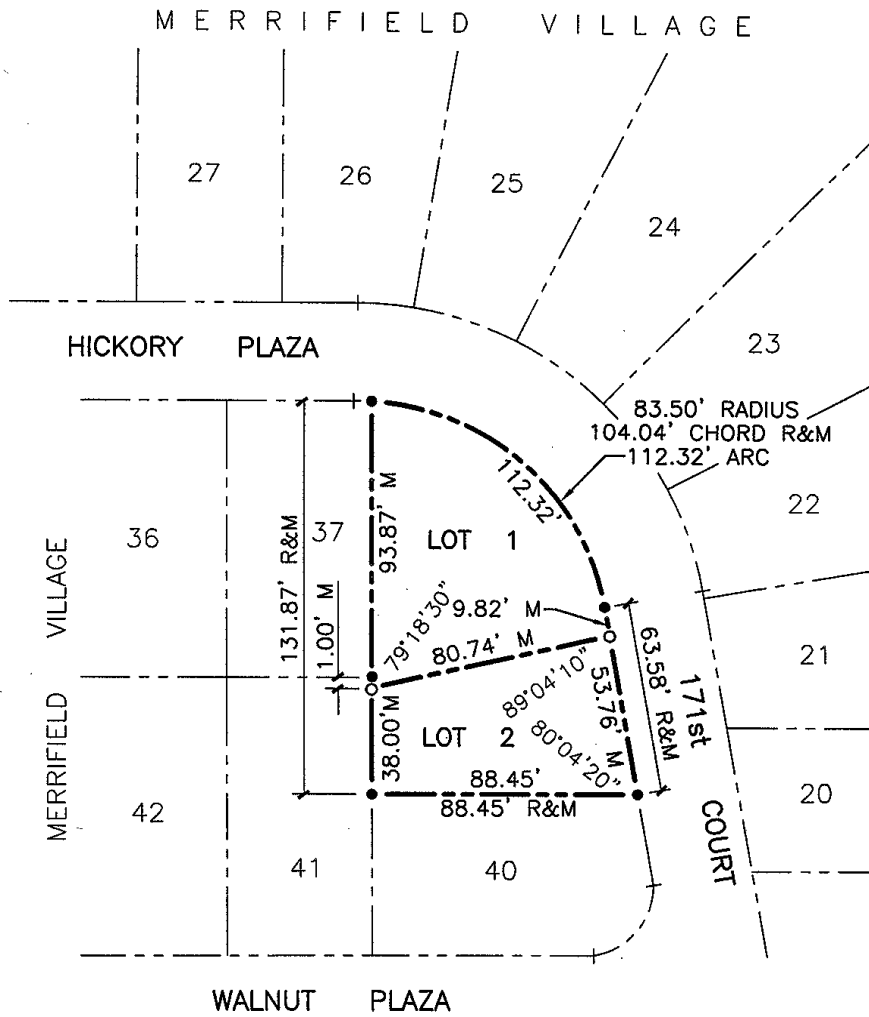 MERRIFIELD VILLAGE
27
26
25
24
23
HICKORY PLAZA
83.50' RADIUS
104.04' CHORD R&M
112.32' ARC
112.32'
22
36
37
LOT 1
93.87' M
131.87' R&M
1.00' M
79°18'30"
9.82' M
80.74' M
63.58' R&M
53.76' M
89°04'10"
80°04'20"
171st COURT
21
MERRIFIELD VILLAGE
38.00'M
LOT 2
88.45'
88.45' R&M
20
42
41
40
WALNUT PLAZA